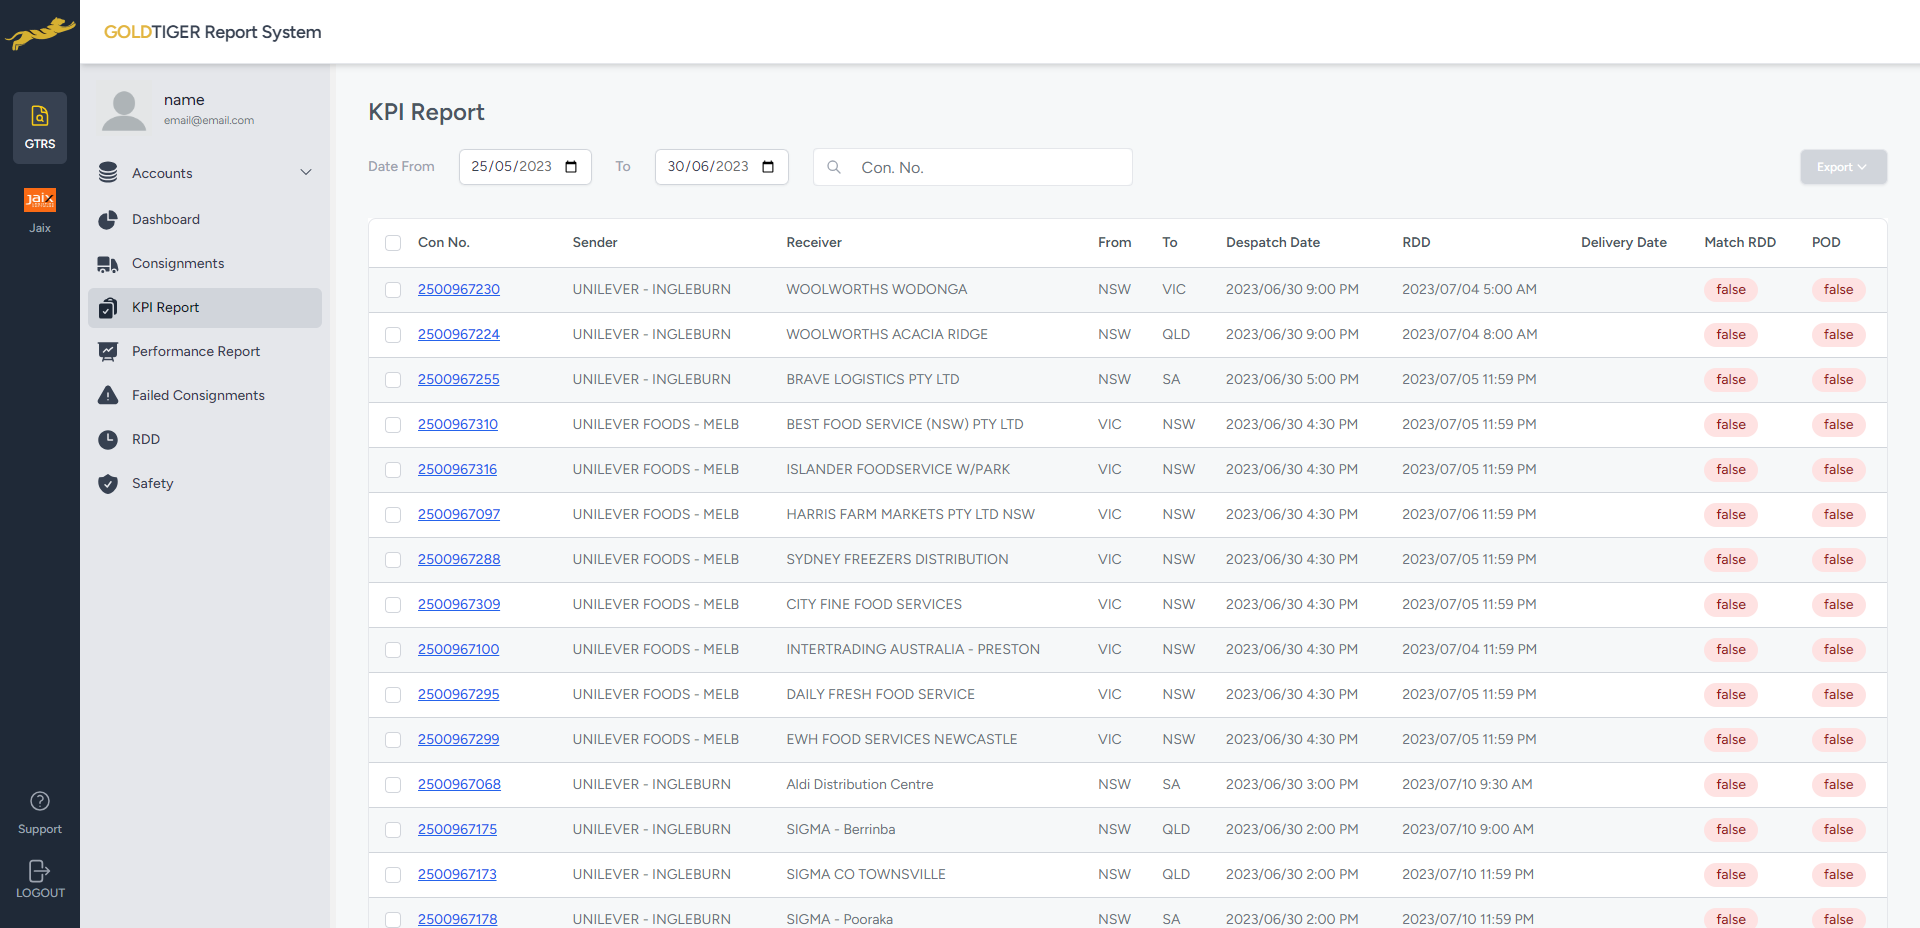 GOLDTIGER Report System
GTRS
jaix
Jaix
Support
LOGOUT
name
email@email.com
Accounts
Dashboard
Consignments
KPI Report
Performance Report
Failed Consignments
RDD
Safety
KPI Report
Date From 25/05/2023 To 30/06/2023 Con. No. Export
Con No. Sender Receiver From To Despatch Date RDD Delivery Date Match RDD POD
2500967230 UNILEVER - INGLEBURN WOOLWORTHS WODONGA NSW VIC 2023/06/30 9:00 PM 2023/07/04 5:00 AM false false
2500967224 UNILEVER - INGLEBURN WOOLWORTHS ACACIA RIDGE NSW QLD 2023/06/30 9:00 PM 2023/07/04 8:00 AM false false
2500967255 UNILEVER - INGLEBURN BRAVE LOGISTICS PTY LTD NSW SA 2023/06/30 5:00 PM 2023/07/05 11:59 PM false false
2500967310 UNILEVER FOODS - MELB BEST FOOD SERVICE (NSW) PTY LTD VIC NSW 2023/06/30 4:30 PM 2023/07/05 11:59 PM false false
2500967316 UNILEVER FOODS - MELB ISLANDER FOODSERVICE W/PARK VIC NSW 2023/06/30 4:30 PM 2023/07/05 11:59 PM false false
2500967097 UNILEVER FOODS - MELB HARRIS FARM MARKETS PTY LTD NSW VIC NSW 2023/06/30 4:30 PM 2023/07/06 11:59 PM false false
2500967288 UNILEVER FOODS - MELB SYDNEY FREEZERS DISTRIBUTION VIC NSW 2023/06/30 4:30 PM 2023/07/05 11:59 PM false false
2500967309 UNILEVER FOODS - MELB CITY FINE FOOD SERVICES VIC NSW 2023/06/30 4:30 PM 2023/07/05 11:59 PM false false
2500967100 UNILEVER FOODS - MELB INTERTRADING AUSTRALIA - PRESTON VIC NSW 2023/06/30 4:30 PM 2023/07/04 11:59 PM false false
2500967295 UNILEVER FOODS - MELB DAILY FRESH FOOD SERVICE VIC NSW 2023/06/30 4:30 PM 2023/07/05 11:59 PM false false
2500967299 UNILEVER FOODS - MELB EWH FOOD SERVICES NEWCASTLE VIC NSW 2023/06/30 4:30 PM 2023/07/05 11:59 PM false false
2500967068 UNILEVER - INGLEBURN Aldi Distribution Centre NSW SA 2023/06/30 3:00 PM 2023/07/10 9:30 AM false false
2500967175 UNILEVER - INGLEBURN SIGMA - Berrinba NSW QLD 2023/06/30 2:00 PM 2023/07/10 9:00 AM false false
2500967173 UNILEVER - INGLEBURN SIGMA CO TOWNSVILLE NSW QLD 2023/06/30 2:00 PM 2023/07/10 11:59 PM false false
2500967178 UNILEVER - INGLEBURN SIGMA - Pooraka NSW SA 2023/06/30 2:00 PM 2023/07/10 11:59 PM false false